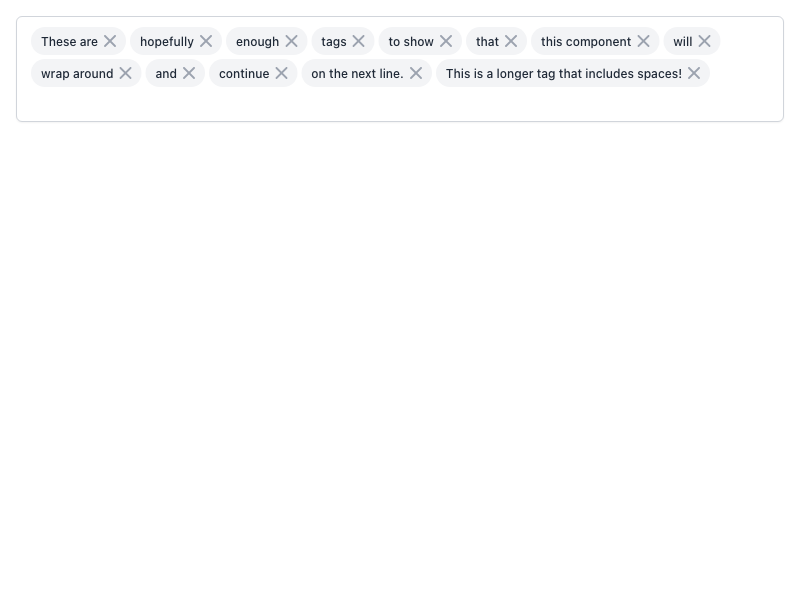 These are hopefully enough tags to show that this component will
wrap around and continue on the next line. This is a longer tag that includes spaces!